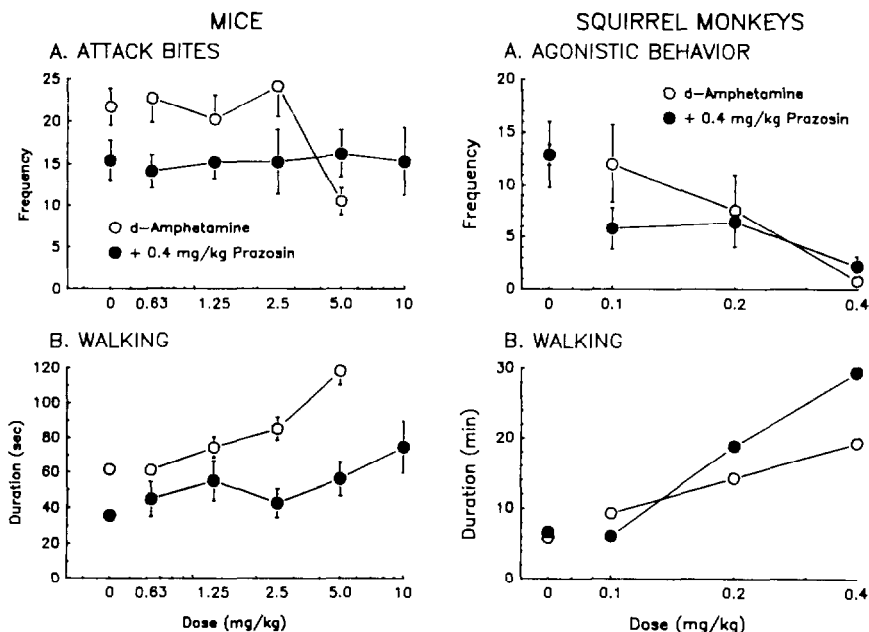 MICE
A. ATTACK BITES
Frequency
25
20
15
10
5
0
d-Amphetamine
+ 0.4 mg/kg Prazosin
0 0.63 1.25 2.5 5.0 10
B. WALKING
Duration (sec)
120
100
80
60
40
20
0
0 0.63 1.25 2.5 5.0 10
Dose (mg/kg)
SQUIRREL MONKEYS
A. AGONISTIC BEHAVIOR
Frequency
20
15
10
5
0
d-Amphetamine
+ 0.4 mg/kg Prazosin
0 0.1 0.2 0.4
B. WALKING
Duration (min)
30
20
10
0
0 0.1 0.2 0.4
Dose (mg/kg)